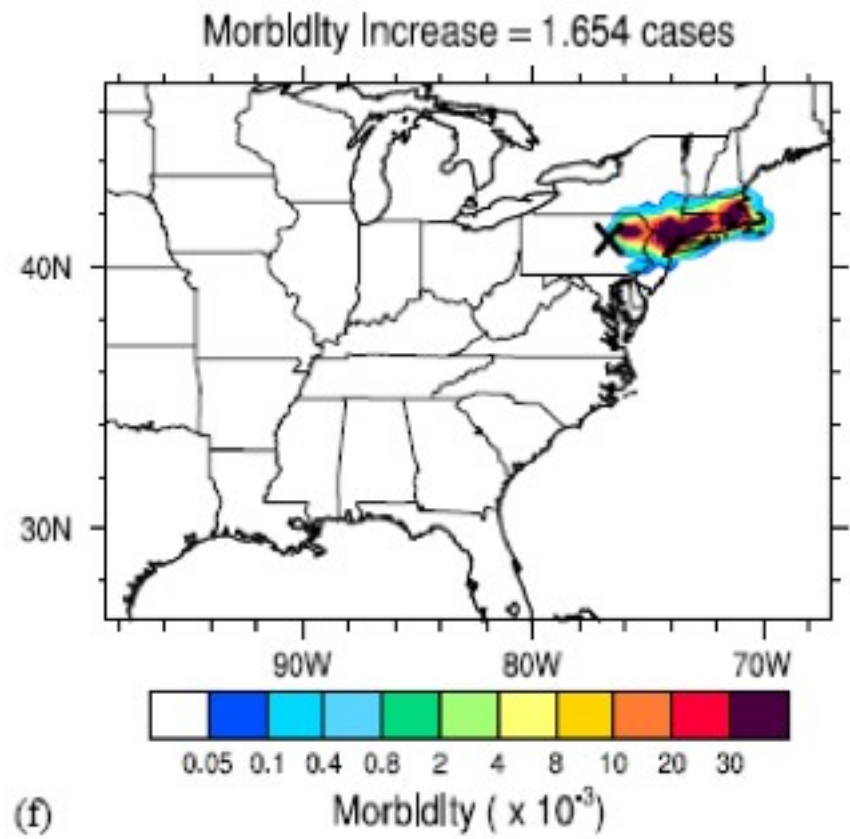 Morbidity Increase = 1.654 cases
40N
30N
90W 80W 70W
0.05 0.1 0.4 0.8 2 4 8 10 20 30
Morbidity ( x 10⁻³)
(f)